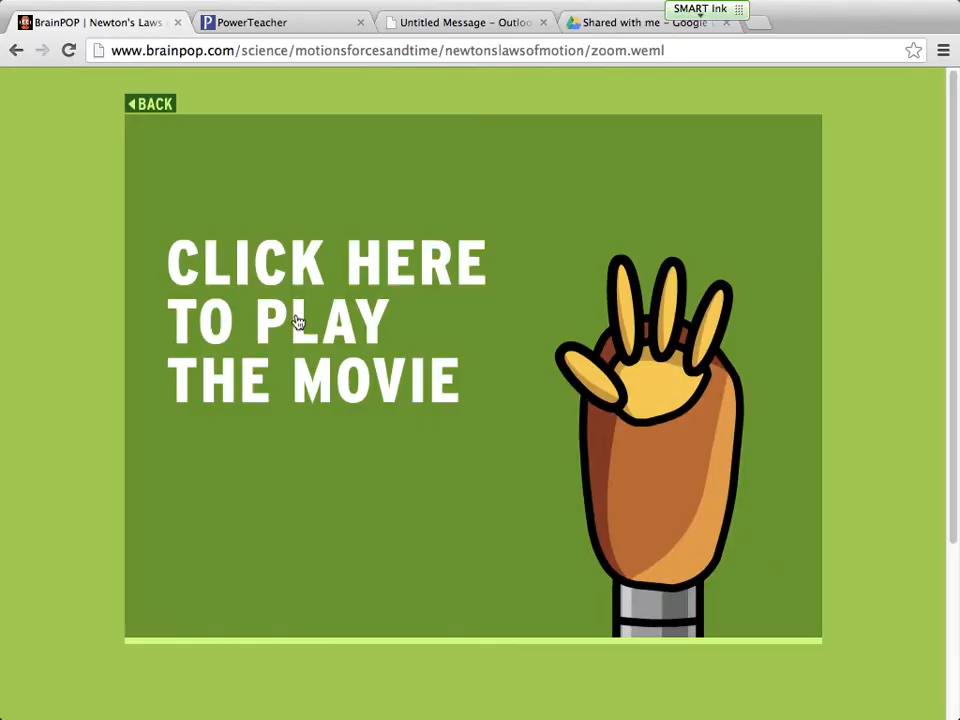 SMART Ink
BrainPOP | Newton's Laws
PowerTeacher
Untitled Message - Outloo
Shared with me - Google
www.brainpop.com/science/motionsforcesandtime/newtonslawsofmotion/zoom.weml
BACK
CLICK HERE
TO PLAY
THE MOVIE